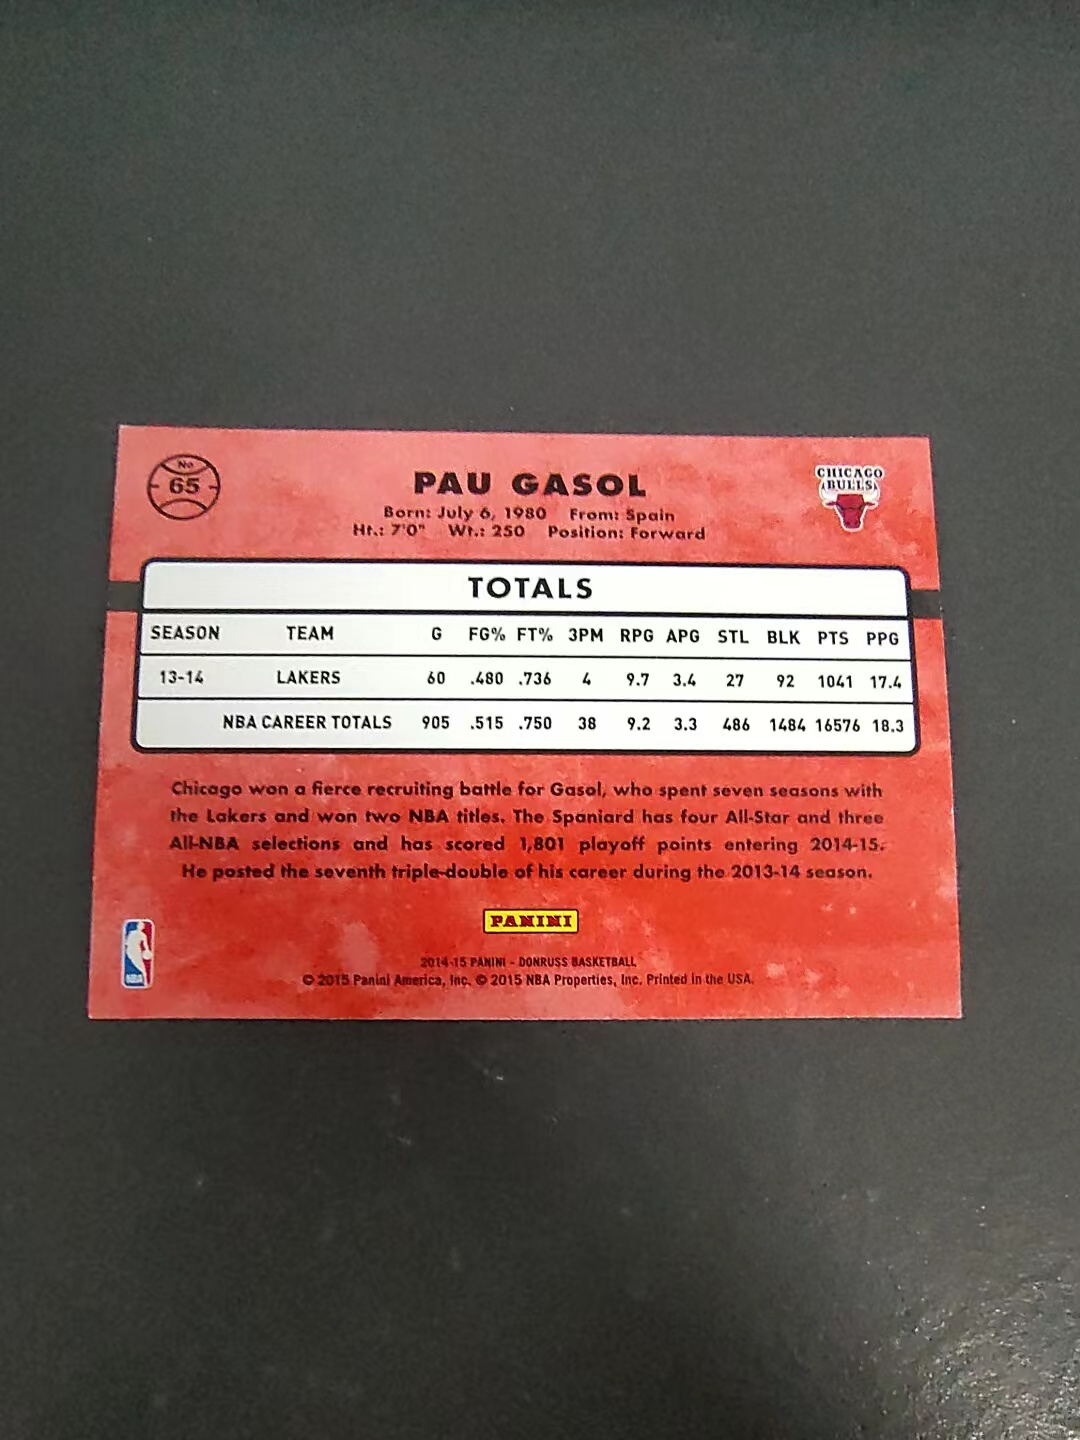 No
65
PAU GASOL
Born: July 6, 1980 From: Spain
Ht.: 7'0" Wt.: 250 Position: Forward
CHICAGO
BULLS
TOTALS
SEASON TEAM G FG% FT% 3PM RPG APG STL BLK PTS PPG
13-14 LAKERS 60 .480 .736 4 9.7 3.4 27 92 1041 17.4
NBA CAREER TOTALS 905 .515 .750 38 9.2 3.3 486 1484 16576 18.3
Chicago won a fierce recruiting battle for Gasol, who spent seven seasons with
the Lakers and won two NBA titles. The Spaniard has four All-Star and three
All-NBA selections and has scored 1,801 playoff points entering 2014-15.
He posted the seventh triple-double of his career during the 2013-14 season.
PANINI
NBA
2014-15 PANINI - DONRUSS BASKETBALL
© 2015 Panini America, Inc. © 2015 NBA Properties, Inc. Printed in the USA.